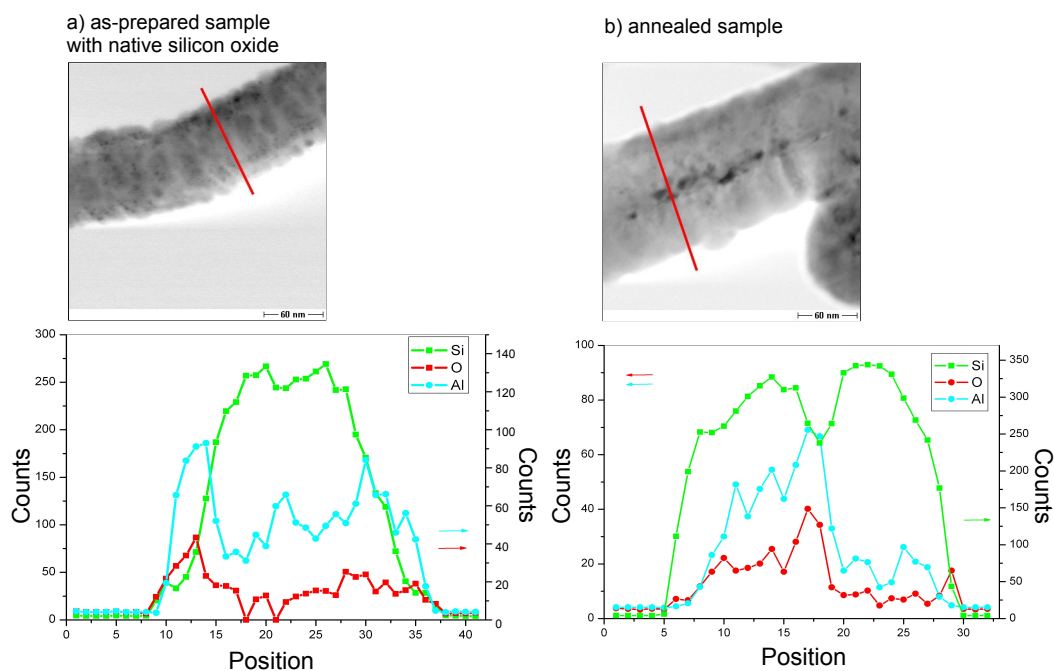 a) as-prepared sample
with native silicon oxide
b) annealed sample
60 nm
60 nm
300
250
200
150
100
50
0
Counts
140
120
100
80
60
40
20
0
Counts
Si
O
Al
0 5 10 15 20 25 30 35 40
Position
100
80
60
40
20
0
Counts
350
300
250
200
150
100
50
0
Counts
Si
O
Al
0 5 10 15 20 25 30
Position